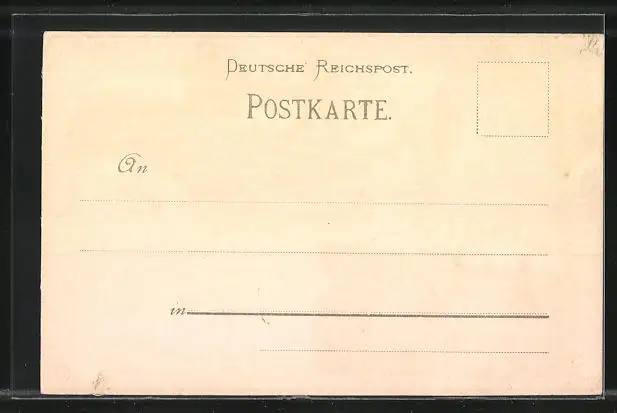 Deutsche Reichspost.
Postkarte.
An
in